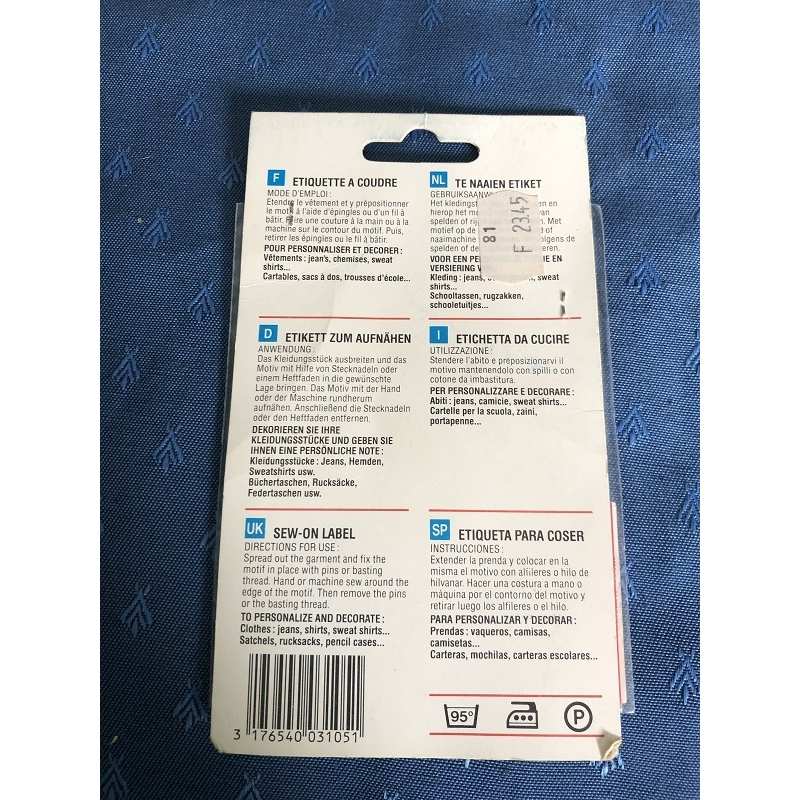 F ETIQUETTE A COUDRE
MODE D'EMPLOI :
Etendre le vêtement et y prépositionner
le motif à l'aide d'épingles ou d'un fil à
bâtir. Faire une couture à la main ou à la
machine sur le contour du motif. Puis,
retirer les épingles ou le fil à bâtir.
POUR PERSONNALISER ET DECORER :
Vêtements : jean's, chemises, sweat
shirts...
Cartables, sacs à dos, trousses d'école...
NL TE NAAIEN ETIKET
GEBRUIKSAANW
Het kledingst en en
hierop het mo van
spelden of rij Met
motief op de of
naaimachine volgens de
spelden of de eren.
VOOR EEN PE IE EN
VERSIERING V
Kleding : jeans, sweat
shirts...
Schooltassen, rugzakken,
schooletuitjes...
81
F 2345
D ETIKETT ZUM AUFNÄHEN
ANWENDUNG :
Das Kleidungsstück ausbreiten und das
Motiv mit Hilfe von Stecknadeln oder
einem Heftfaden in die gewünschte
Lage bringen. Das Motiv mit der Hand
oder der Maschine rundherum
aufnähen. Anschließend die Stecknadeln
oder den Heftfaden entfernen.
DEKORIEREN SIE IHRE
KLEIDUNGSSTÜCKE UND GEBEN SIE
IHNEN EINE PERSÖNLICHE NOTE :
Kleidungsstücke : Jeans, Hemden,
Sweatshirts usw.
Büchertaschen, Rucksäcke,
Federtaschen usw.
I ETICHETTA DA CUCIRE
UTILIZZAZIONE :
Stendere l'abito e preposizionarvi il
motivo mantenendolo con spilli o con
cotone da imbastitura.
PER PERSONALIZZARE E DECORARE :
Abiti : jeans, camicie, sweat shirts...
Cartelle per la scuola, zaini,
portapenne...
UK SEW-ON LABEL
DIRECTIONS FOR USE :
Spread out the garment and fix the
motif in place with pins or basting
thread. Hand or machine sew around the
edge of the motif. Then remove the pins
or the basting thread.
TO PERSONALIZE AND DECORATE :
Clothes : jeans, shirts, sweat shirts...
Satchels, rucksacks, pencil cases...
SP ETIQUETA PARA COSER
INSTRUCCIONES :
Extender la prenda y colocar en la
misma el motivo con alfileres o hilo de
hilvanar. Hacer una costura a mano o
máquina por el contorno del motivo y
retirar luego los alfileres o el hilo.
PARA PERSONALIZAR Y DECORAR :
Prendas : vaqueros, camisas,
camisetas...
Carteras, mochilas, carteras escolares...
3 176540 031051
95° P